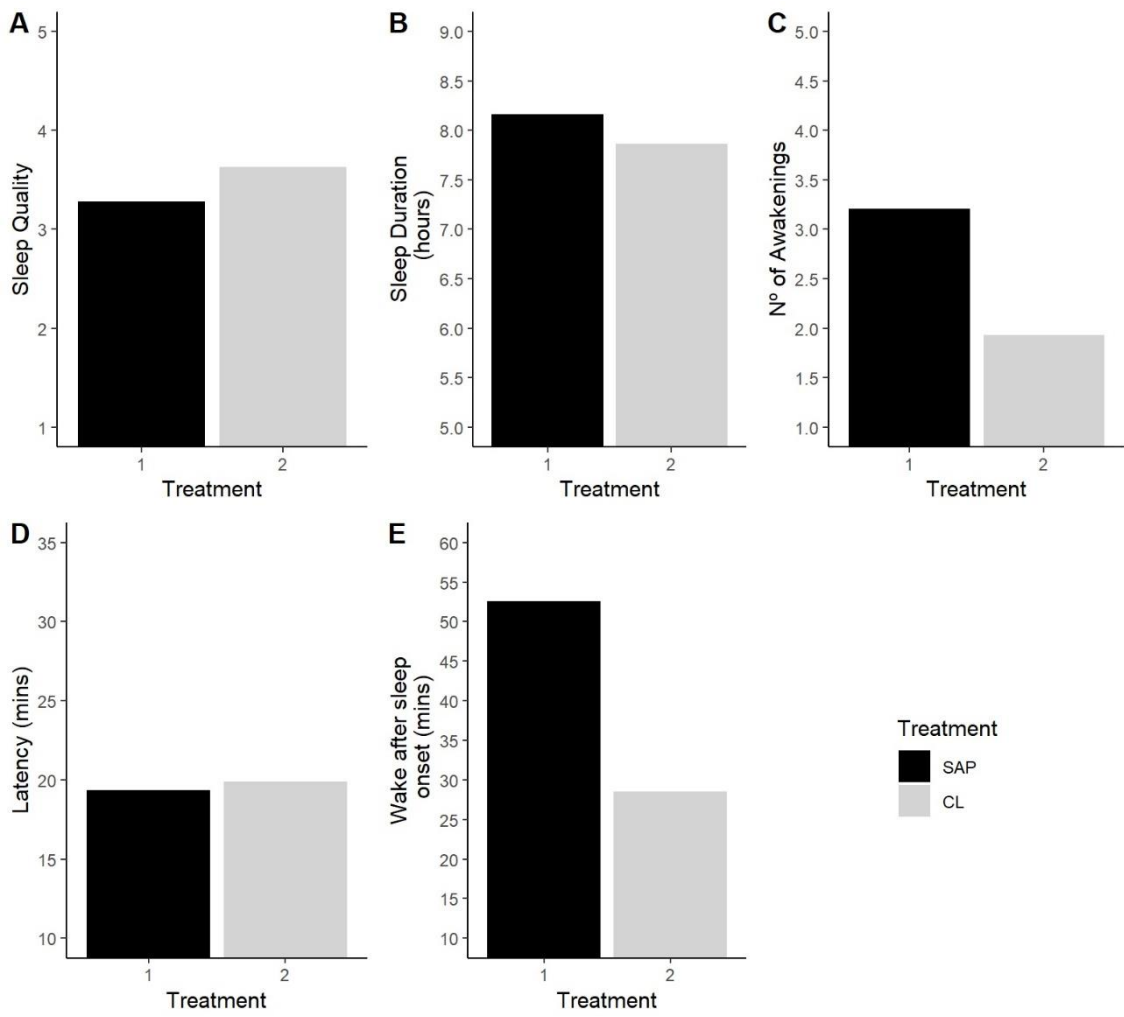 A
5
4
3
2
1
Sleep Quality
1
2
Treatment
B
9.0
8.5
8.0
7.5
7.0
6.5
6.0
5.5
5.0
Sleep Duration
(hours)
1
2
Treatment
C
5.0
4.5
4.0
3.5
3.0
2.5
2.0
1.5
1.0
Nº of Awakenings
1
2
Treatment
D
35
30
25
20
15
10
Latency (mins)
1
2
Treatment
E
60
55
50
45
40
35
30
25
20
15
10
Wake after sleep
onset (mins)
1
2
Treatment
Treatment
SAP
CL